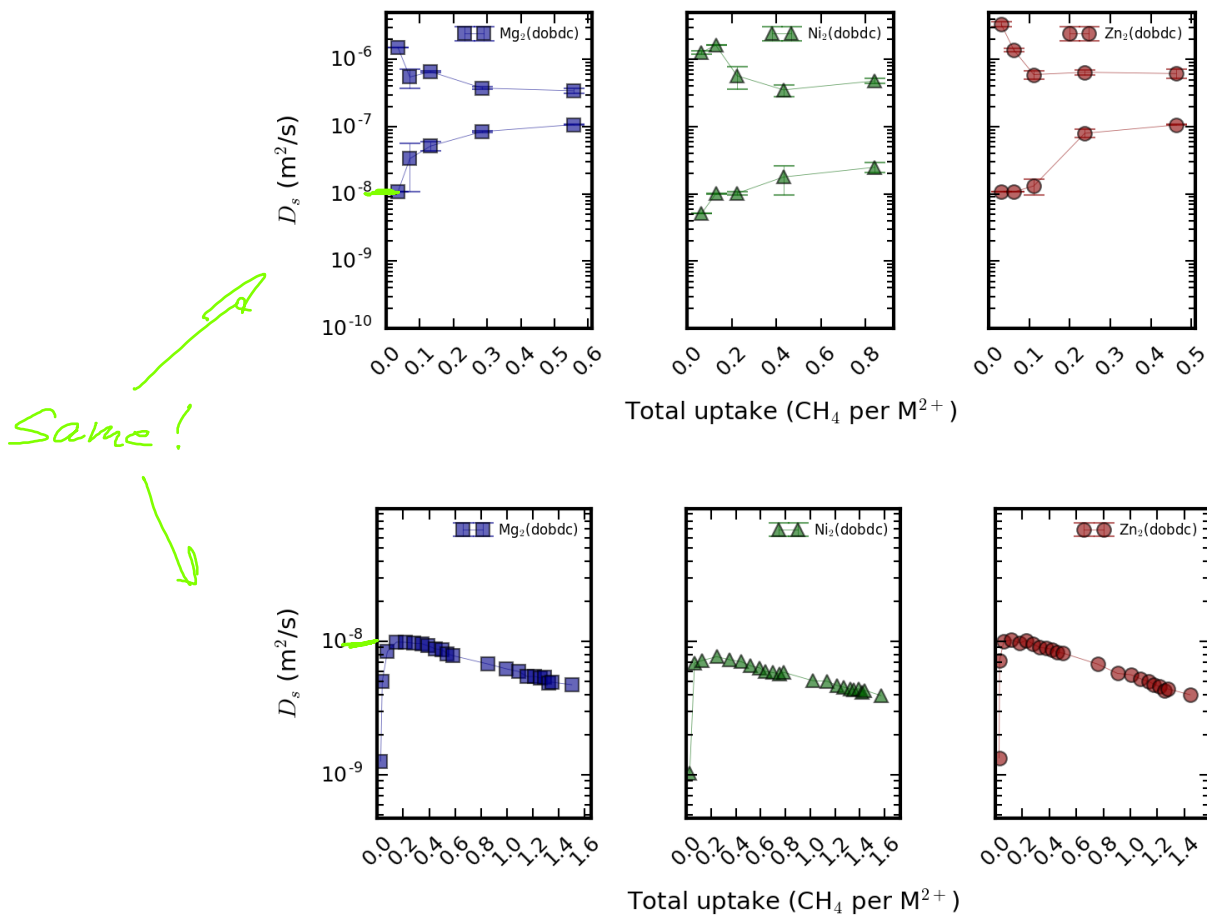 Mg₂(dobdc)
Ni₂(dobdc)
Zn₂(dobdc)
10⁻⁶
10⁻⁷
10⁻⁸
10⁻⁹
10⁻¹⁰
Dₛ (m²/s)
0.0 0.1 0.2 0.3 0.4 0.5 0.6
0.0 0.2 0.4 0.6 0.8
0.0 0.1 0.2 0.3 0.4 0.5
Total uptake (CH₄ per M²⁺)
Same!
Mg₂(dobdc)
Ni₂(dobdc)
Zn₂(dobdc)
10⁻⁸
10⁻⁹
Dₛ (m²/s)
0.0 0.2 0.4 0.6 0.8 1.0 1.2 1.4 1.6
0.0 0.2 0.4 0.6 0.8 1.0 1.2 1.4 1.6
0.0 0.2 0.4 0.6 0.8 1.0 1.2 1.4
Total uptake (CH₄ per M²⁺)